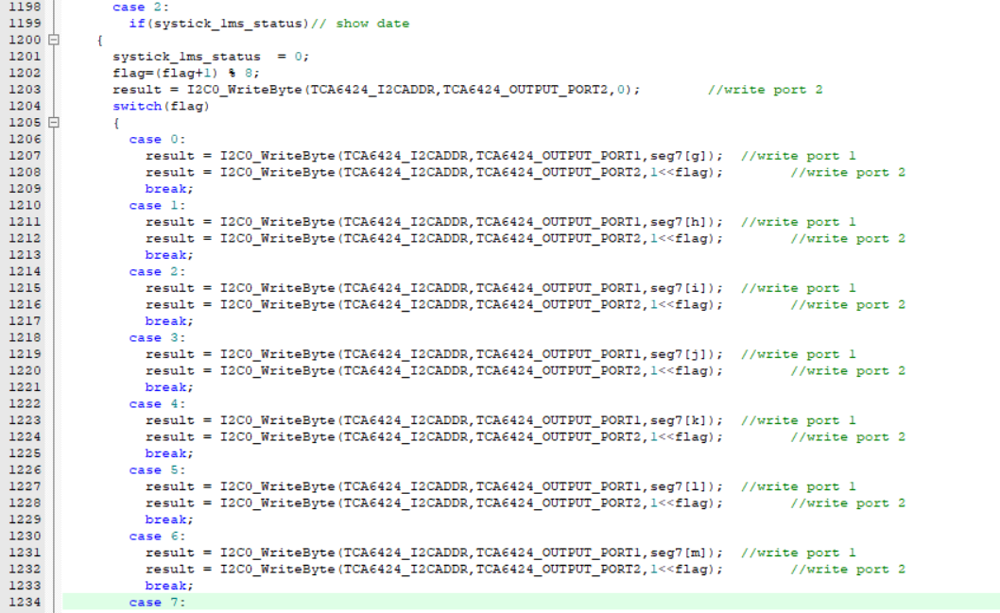 1198 case 2:
1199 if(systick_lms_status)// show date
1200 {
1201 systick_lms_status = 0;
1202 flag=(flag+1) % 8;
1203 result = I2C0_WriteByte(TCA6424_I2CADDR,TCA6424_OUTPUT_PORT2,0); //write port 2
1204 switch(flag)
1205 {
1206 case 0:
1207 result = I2C0_WriteByte(TCA6424_I2CADDR,TCA6424_OUTPUT_PORT1,seg7[g]); //write port 1
1208 result = I2C0_WriteByte(TCA6424_I2CADDR,TCA6424_OUTPUT_PORT2,1<<flag); //write port 2
1209 break;
1210 case 1:
1211 result = I2C0_WriteByte(TCA6424_I2CADDR,TCA6424_OUTPUT_PORT1,seg7[h]); //write port 1
1212 result = I2C0_WriteByte(TCA6424_I2CADDR,TCA6424_OUTPUT_PORT2,1<<flag); //write port 2
1213 break;
1214 case 2:
1215 result = I2C0_WriteByte(TCA6424_I2CADDR,TCA6424_OUTPUT_PORT1,seg7[i]); //write port 1
1216 result = I2C0_WriteByte(TCA6424_I2CADDR,TCA6424_OUTPUT_PORT2,1<<flag); //write port 2
1217 break;
1218 case 3:
1219 result = I2C0_WriteByte(TCA6424_I2CADDR,TCA6424_OUTPUT_PORT1,seg7[j]); //write port 1
1220 result = I2C0_WriteByte(TCA6424_I2CADDR,TCA6424_OUTPUT_PORT2,1<<flag); //write port 2
1221 break;
1222 case 4:
1223 result = I2C0_WriteByte(TCA6424_I2CADDR,TCA6424_OUTPUT_PORT1,seg7[k]); //write port 1
1224 result = I2C0_WriteByte(TCA6424_I2CADDR,TCA6424_OUTPUT_PORT2,1<<flag); //write port 2
1225 break;
1226 case 5:
1227 result = I2C0_WriteByte(TCA6424_I2CADDR,TCA6424_OUTPUT_PORT1,seg7[l]); //write port 1
1228 result = I2C0_WriteByte(TCA6424_I2CADDR,TCA6424_OUTPUT_PORT2,1<<flag); //write port 2
1229 break;
1230 case 6:
1231 result = I2C0_WriteByte(TCA6424_I2CADDR,TCA6424_OUTPUT_PORT1,seg7[m]); //write port 1
1232 result = I2C0_WriteByte(TCA6424_I2CADDR,TCA6424_OUTPUT_PORT2,1<<flag); //write port 2
1233 break;
1234 case 7: